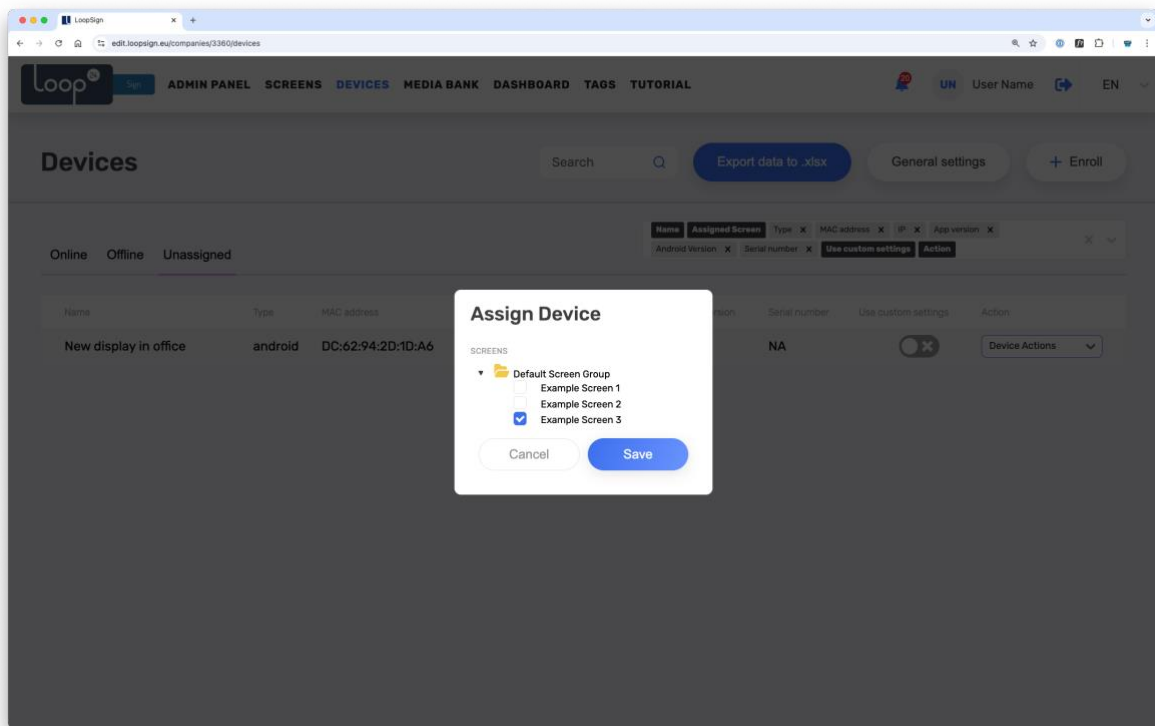 LoopSign
edit.loopsign.eu/companies/3360/devices
Loop 24 Sign ADMIN PANEL SCREENS DEVICES MEDIA BANK DASHBOARD TAGS TUTORIAL 20 UN User Name EN
Devices Search Export data to .xlsx General settings + Enroll
Name Assigned Screen Type X MAC address X IP X App version X
Android Version X Serial number X Use custom settings Action
Online Offline Unassigned
Name Type MAC address Serial number Use custom settings Action
New display in office android DC:62:94:2D:1D:A6 NA Device Actions
Assign Device
SCREENS
Default Screen Group
Example Screen 1
Example Screen 2
Example Screen 3
Cancel Save